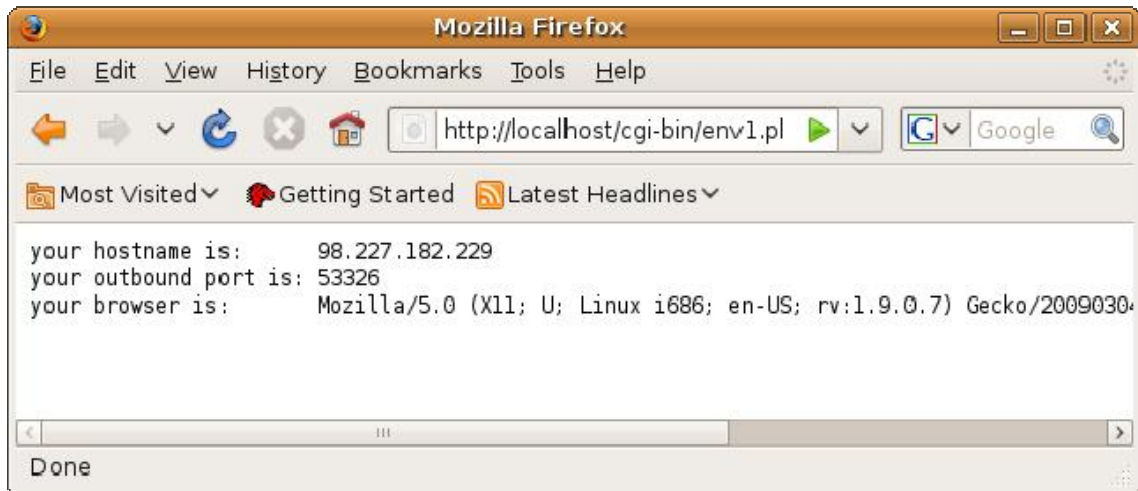 Mozilla Firefox
File Edit View History Bookmarks Tools Help
http://localhost/cgi-bin/env1.pl G Google
Most Visited Getting Started Latest Headlines
your hostname is: 98.227.182.229
your outbound port is: 53326
your browser is: Mozilla/5.0 (X11; U; Linux i686; en-US; rv:1.9.0.7) Gecko/20090304
Done